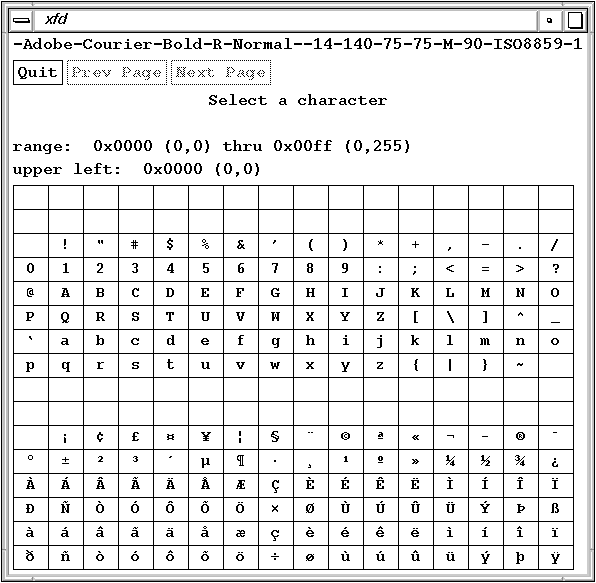 xfd
-Adobe-Courier-Bold-R-Normal--14-140-75-75-M-90-ISO8859-1
Quit Prev Page Next Page
Select a character
range: 0x0000 (0,0) thru 0x00ff (0,255)
upper left: 0x0000 (0,0)
! " # $ % & ’ ( ) * + , - . /
0 1 2 3 4 5 6 7 8 9 : ; < = > ?
@ A B C D E F G H I J K L M N O
P Q R S T U V W X Y Z [ \ ] ^ _
‘ a b c d e f g h i j k l m n o
p q r s t u v w x y z { | } ~
¡ ¢ £ ¤ ¥ ¦ § ¨ © ª « ¬ - ® ¯
° ± ² ³ ´ µ ¶ · ¸ ¹ º » ¼ ½ ¾ ¿
À Á Â Ã Ä Å Æ Ç È É Ê Ë Ì Í Î Ï
Ð Ñ Ò Ó Ô Õ Ö × Ø Ù Ú Û Ü Ý Þ ß
à á â ã ä å æ ç è é ê ë ì í î ï
ð ñ ò ó ô õ ö ÷ ø ù ú û ü ý þ ÿ